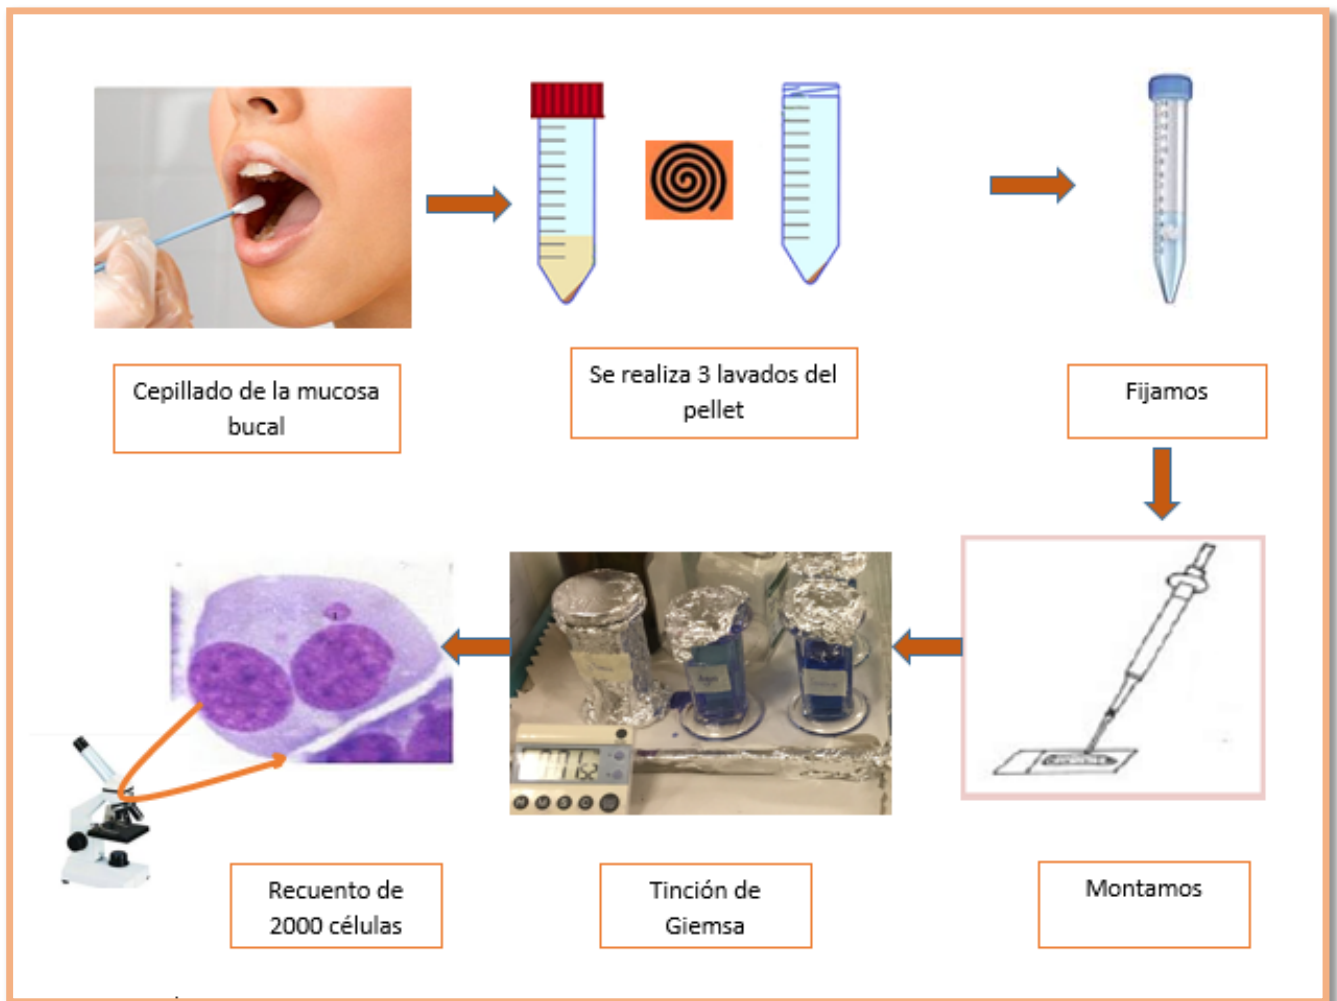 Cepillado de la mucosa
bucal
Se realiza 3 lavados del
pellet
Fijamos
Montamos
Tinción de
Giemsa
Recuento de
2000 células